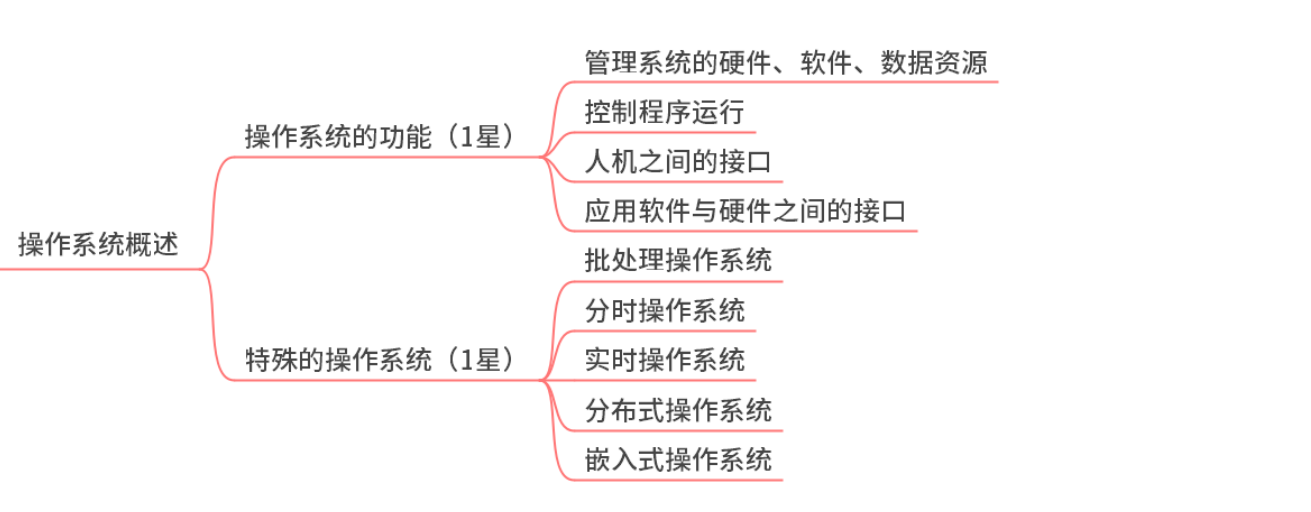 操作系统概述
操作系统的功能（1星）
管理系统的硬件、软件、数据资源
控制程序运行
人机之间的接口
应用软件与硬件之间的接口
特殊的操作系统（1星）
批处理操作系统
分时操作系统
实时操作系统
分布式操作系统
嵌入式操作系统